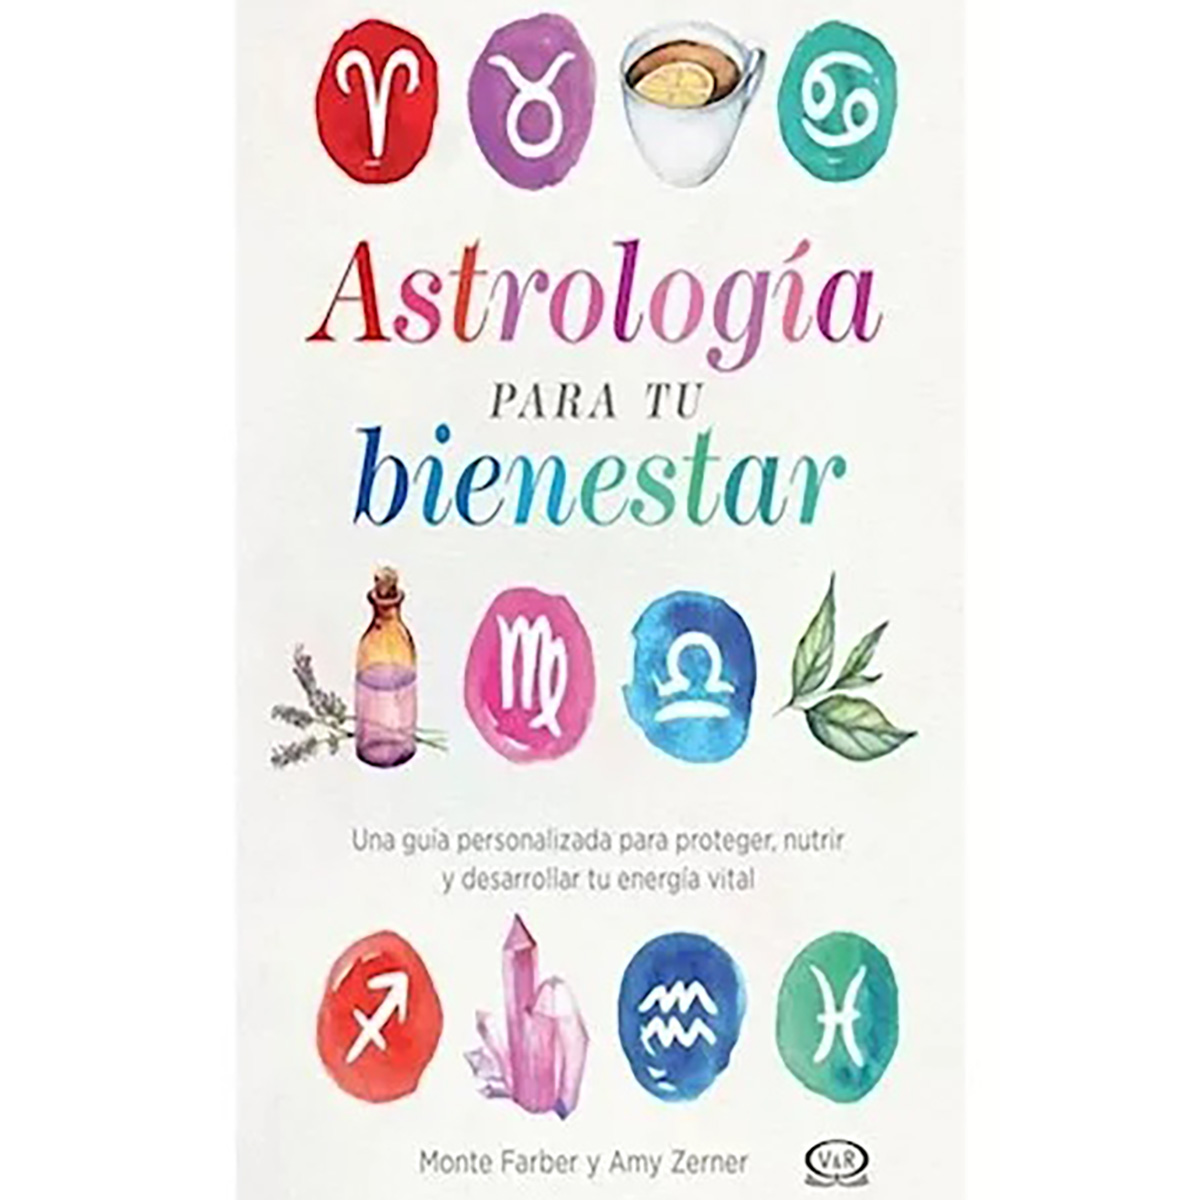 Astrología
PARA TU
bienestar
Una guía personalizada para proteger, nutrir
y desarrollar tu energía vital
Monte Farber y Amy Zerner
V&R